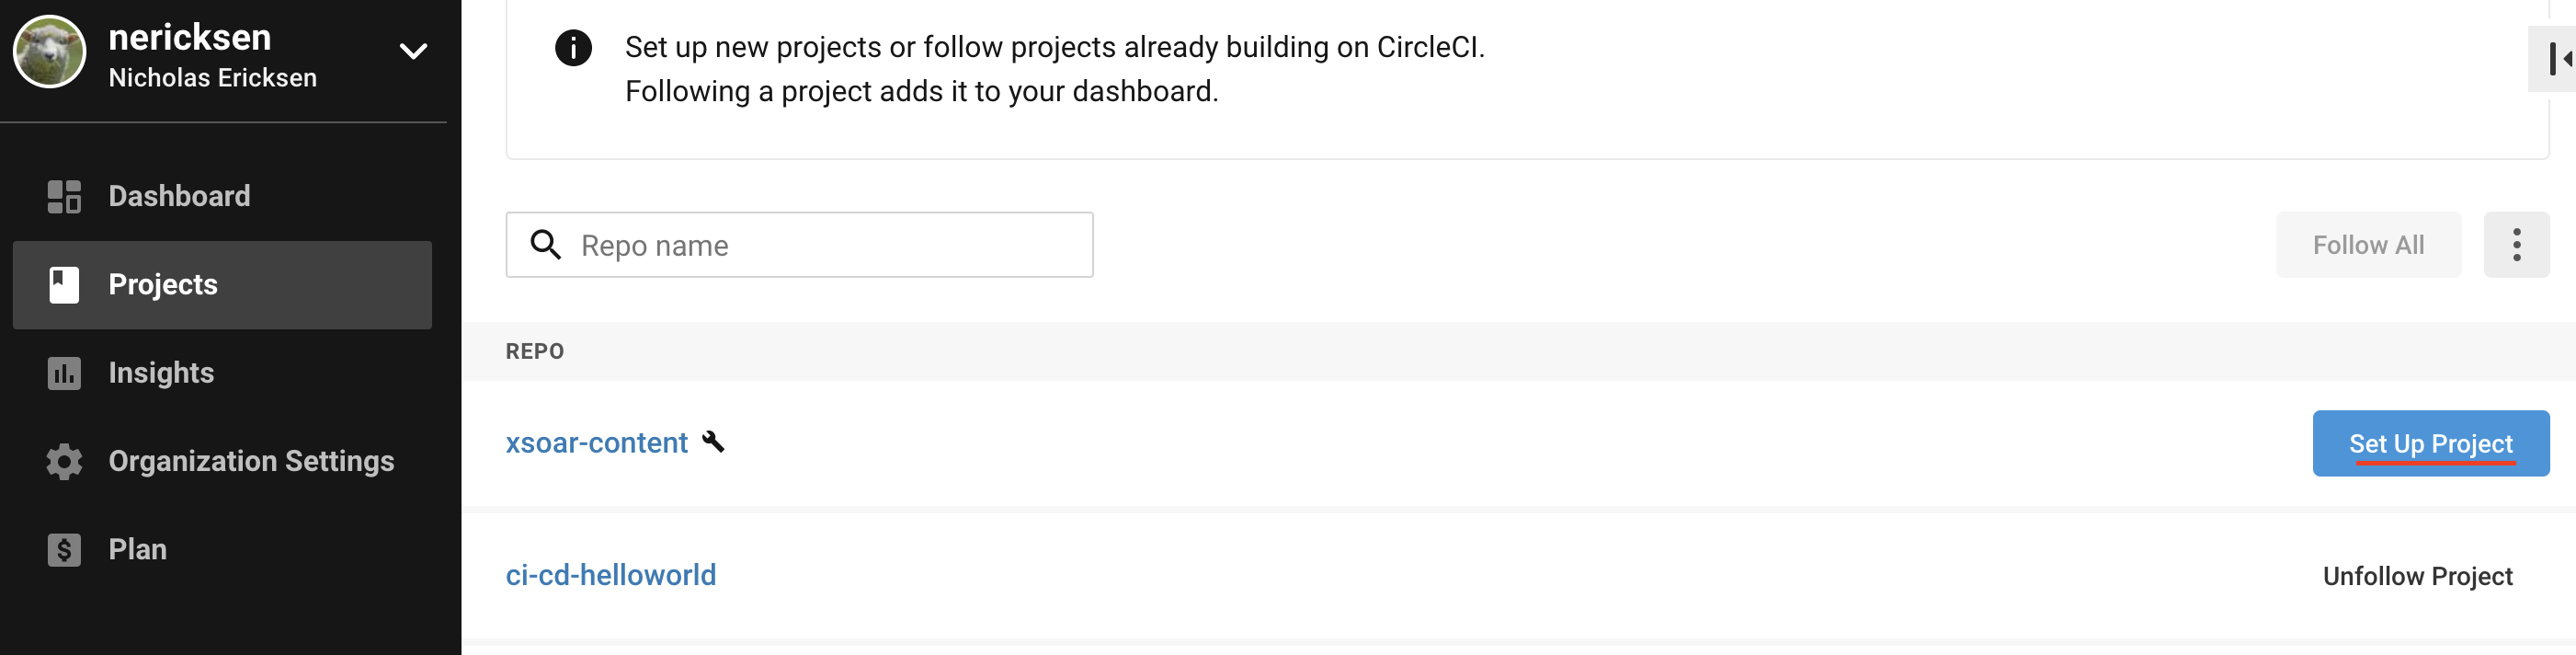 nericksen
Nicholas Ericksen
Dashboard
Projects
Insights
Organization Settings
Plan
Set up new projects or follow projects already building on CircleCI.
Following a project adds it to your dashboard.
Repo name
Follow All
REPO
xsoar-content
Set Up Project
ci-cd-helloworld
Unfollow Project